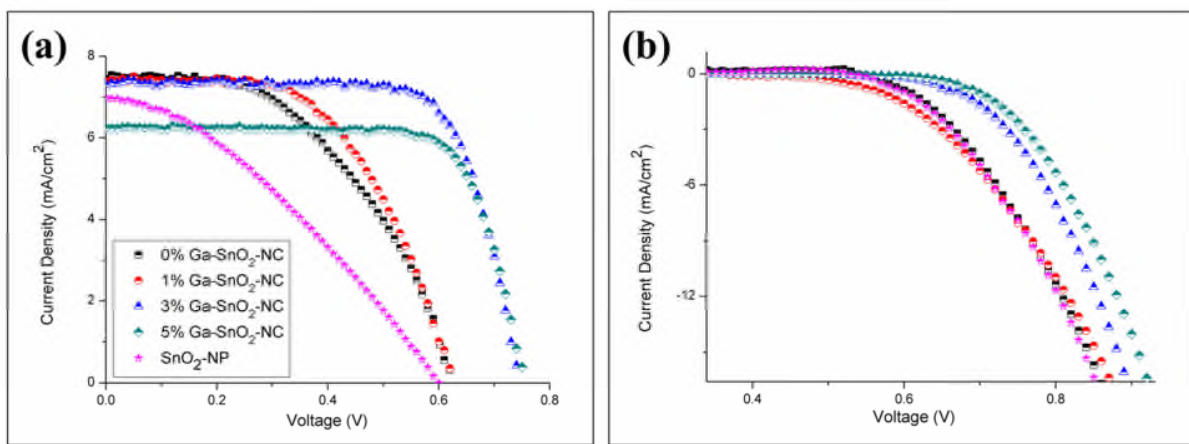 (a)
8
6
4
2
0
Current Density (mA/cm²)
0% Ga-SnO₂-NC
1% Ga-SnO₂-NC
3% Ga-SnO₂-NC
5% Ga-SnO₂-NC
SnO₂-NP
0.0 0.2 0.4 0.6 0.8
Voltage (V)
(b)
0
-6
-12
Current Density (mA/cm²)
0.4 0.6 0.8
Voltage (V)